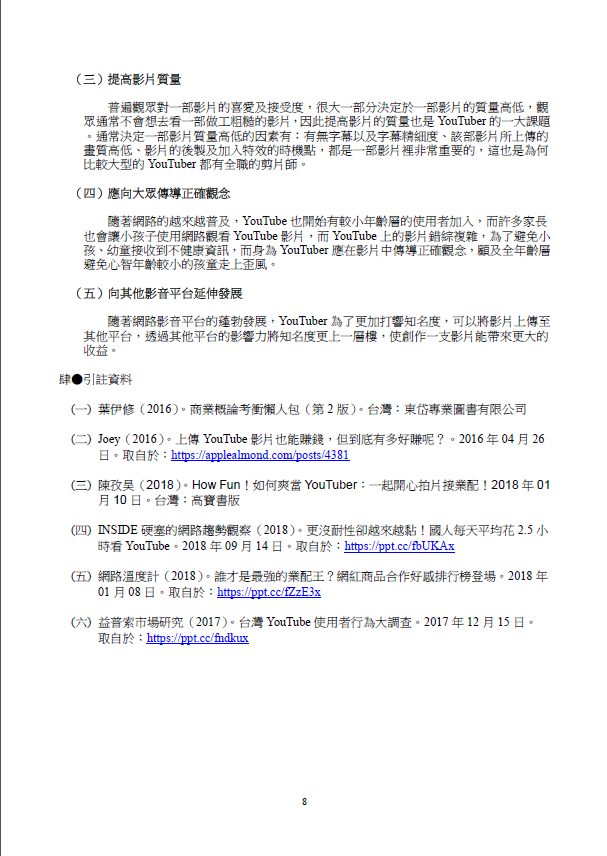 （三）提高影片質量
普遍觀眾對一部影片的喜愛及接受度，很大一部分決定於一部影片的質量高低，觀
眾通常不會想去看一部做工粗糙的影片，因此提高影片的質量也是 YouTuber 的一大課題
。通常決定一部影片質量高低的因素有：有無字幕以及字幕精細度、該部影片所上傳的
畫質高低、影片的後製及加入特效的時機點，都是一部影片裡非常重要的，這也是為何
比較大型的 YouTuber 都有全職的剪片師。
（四）應向大眾傳導正確觀念
隨著網路的越來越普及，YouTube 也開始有較小年齡層的使用者加入，而許多家長
也會讓小孩子使用網路觀看 YouTube 影片，而 YouTube 上的影片錯綜複雜，為了避免小
孩、幼童接收到不健康資訊，而身為 YouTuber 應在影片中傳導正確觀念，顧及全年齡層
避免心智年齡較小的孩童走上歪風。
（五）向其他影音平台延伸發展
隨著網路影音平台的蓬勃發展，YouTuber 為了更加打響知名度，可以將影片上傳至
其他平台，透過其他平台的影響力將知名度更上一層樓，使創作一支影片能帶來更大的
收益。
肆●引註資料
(一) 葉伊修（2016）。商業概論考衝懶人包（第 2 版）。台灣：東岱專業圖書有限公司
(二) Joey（2016）。上傳 YouTube 影片也能賺錢，但到底有多好賺呢？。2016 年 04 月 26
日。取自於：https://applealmond.com/posts/4381
(三) 陳孜昊（2018）。How Fun！如何爽當 YouTuber：一起開心拍片接業配！2018 年 01
月 10 日。台灣：高寶書版
(四) INSIDE 硬塞的網路趨勢觀察（2018）。更沒耐性卻越來越黏！國人每天平均花 2.5 小
時看 YouTube。2018 年 09 月 14 日。取自於：https://ppt.cc/fbUKAx
(五) 網路溫度計（2018）。誰才是最強的業配王？網紅商品合作好感排行榜登場。2018 年
01 月 08 日。取自於：https://ppt.cc/fZzE3x
(六) 益普索市場研究（2017）。台灣 YouTube 使用者行為大調查。2017 年 12 月 15 日。
取自於：https://ppt.cc/fndkux
8